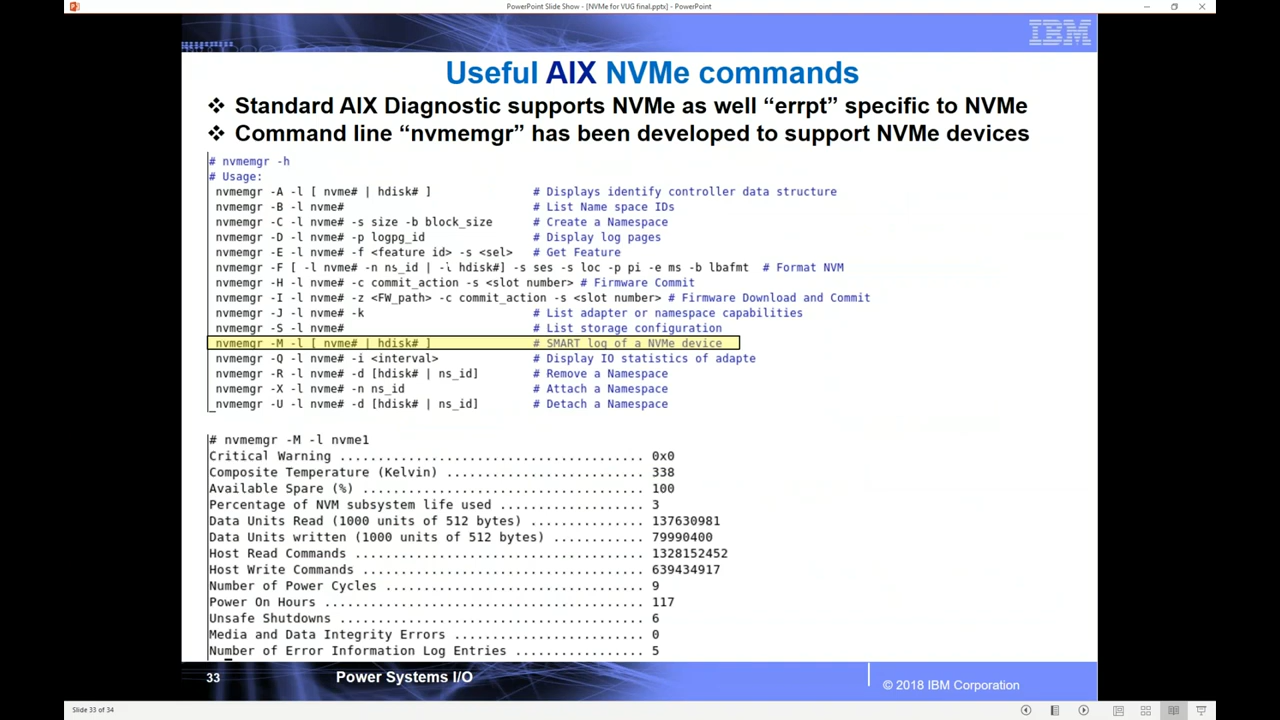 PowerPoint Slide Show - [NVMe for VUG final.pptx] - PowerPoint
IBM
Useful AIX NVMe commands
❖ Standard AIX Diagnostic supports NVMe as well “errpt” specific to NVMe
❖ Command line “nvmemgr” has been developed to support NVMe devices
# nvmemgr -h
# Usage:
nvmemgr -A -l [ nvme# | hdisk# ] # Displays identify controller data structure
nvmemgr -B -l nvme# # List Name space IDs
nvmemgr -C -l nvme# -s size -b block_size # Create a Namespace
nvmemgr -D -l nvme# -p logpg_id # Display log pages
nvmemgr -E -l nvme# -f <feature id> -s <sel> # Get Feature
nvmemgr -F [ -l nvme# -n ns_id | -l hdisk#] -s ses -s loc -p pi -e ms -b lbafmt # Format NVM
nvmemgr -H -l nvme# -c commit_action -s <slot number> # Firmware Commit
nvmemgr -I -l nvme# -z <FW_path> -c commit_action -s <slot number> # Firmware Download and Commit
nvmemgr -J -l nvme# -k # List adapter or namespace capabilities
nvmemgr -S -l nvme# # List storage configuration
nvmemgr -M -l [ nvme# | hdisk# ] # SMART log of a NVMe device
nvmemgr -Q -l nvme# -i <interval> # Display IO statistics of adapte
nvmemgr -R -l nvme# -d [hdisk# | ns_id] # Remove a Namespace
nvmemgr -X -l nvme# -n ns_id # Attach a Namespace
nvmemgr -U -l nvme# -d [hdisk# | ns_id] # Detach a Namespace
# nvmemgr -M -l nvme1
Critical Warning ........................................ 0x0
Composite Temperature (Kelvin) .......................... 338
Available Spare (%) ..................................... 100
Percentage of NVM subsystem life used ................... 3
Data Units Read (1000 units of 512 bytes) ............... 137630981
Data Units written (1000 units of 512 bytes) ............ 79990400
Host Read Commands ...................................... 1328152452
Host Write Commands ..................................... 639434917
Number of Power Cycles .................................. 9
Power On Hours .......................................... 117
Unsafe Shutdowns ........................................ 6
Media and Data Integrity Errors ......................... 0
Number of Error Information Log Entries ................. 5
33 Power Systems I/O © 2018 IBM Corporation
Slide 33 of 34